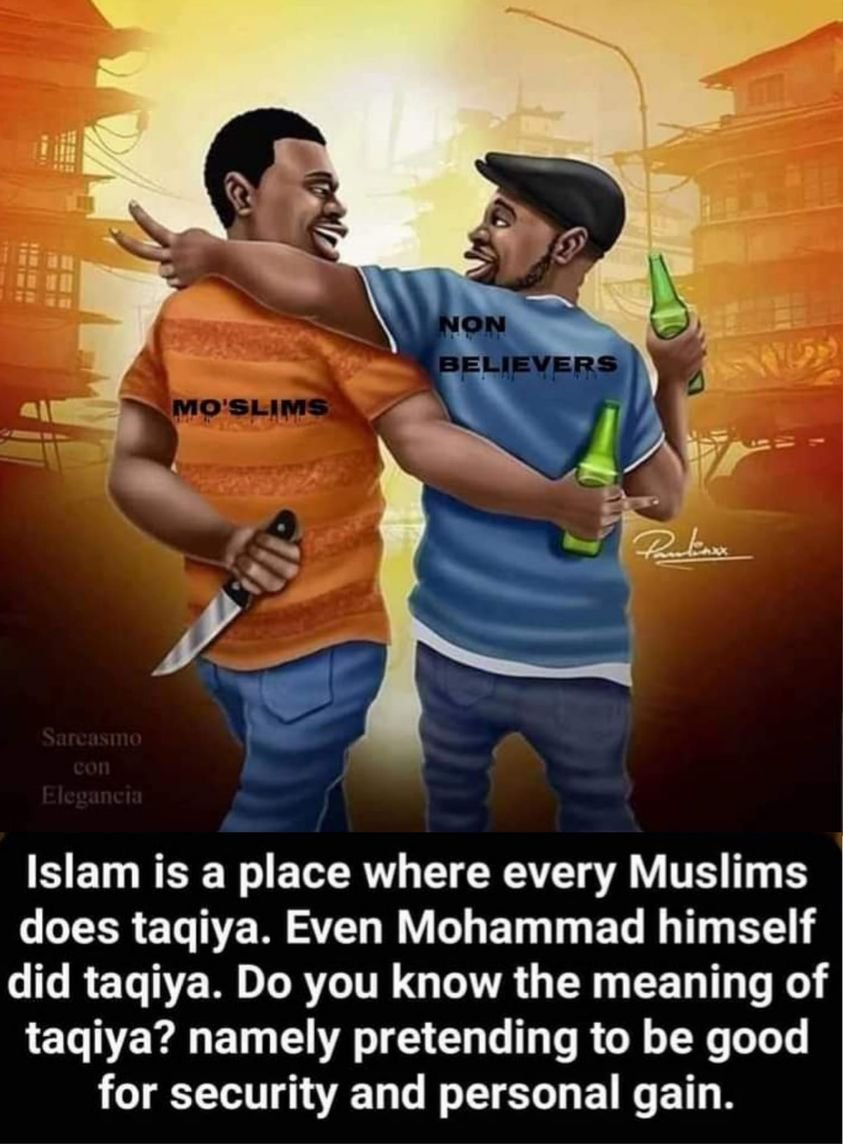 NON
BELIEVERS
MO'SLIMS
Sarcasmo
con
Elegancia
Islam is a place where every Muslims
does taqiya. Even Mohammad himself
did taqiya. Do you know the meaning of
taqiya? namely pretending to be good
for security and personal gain.